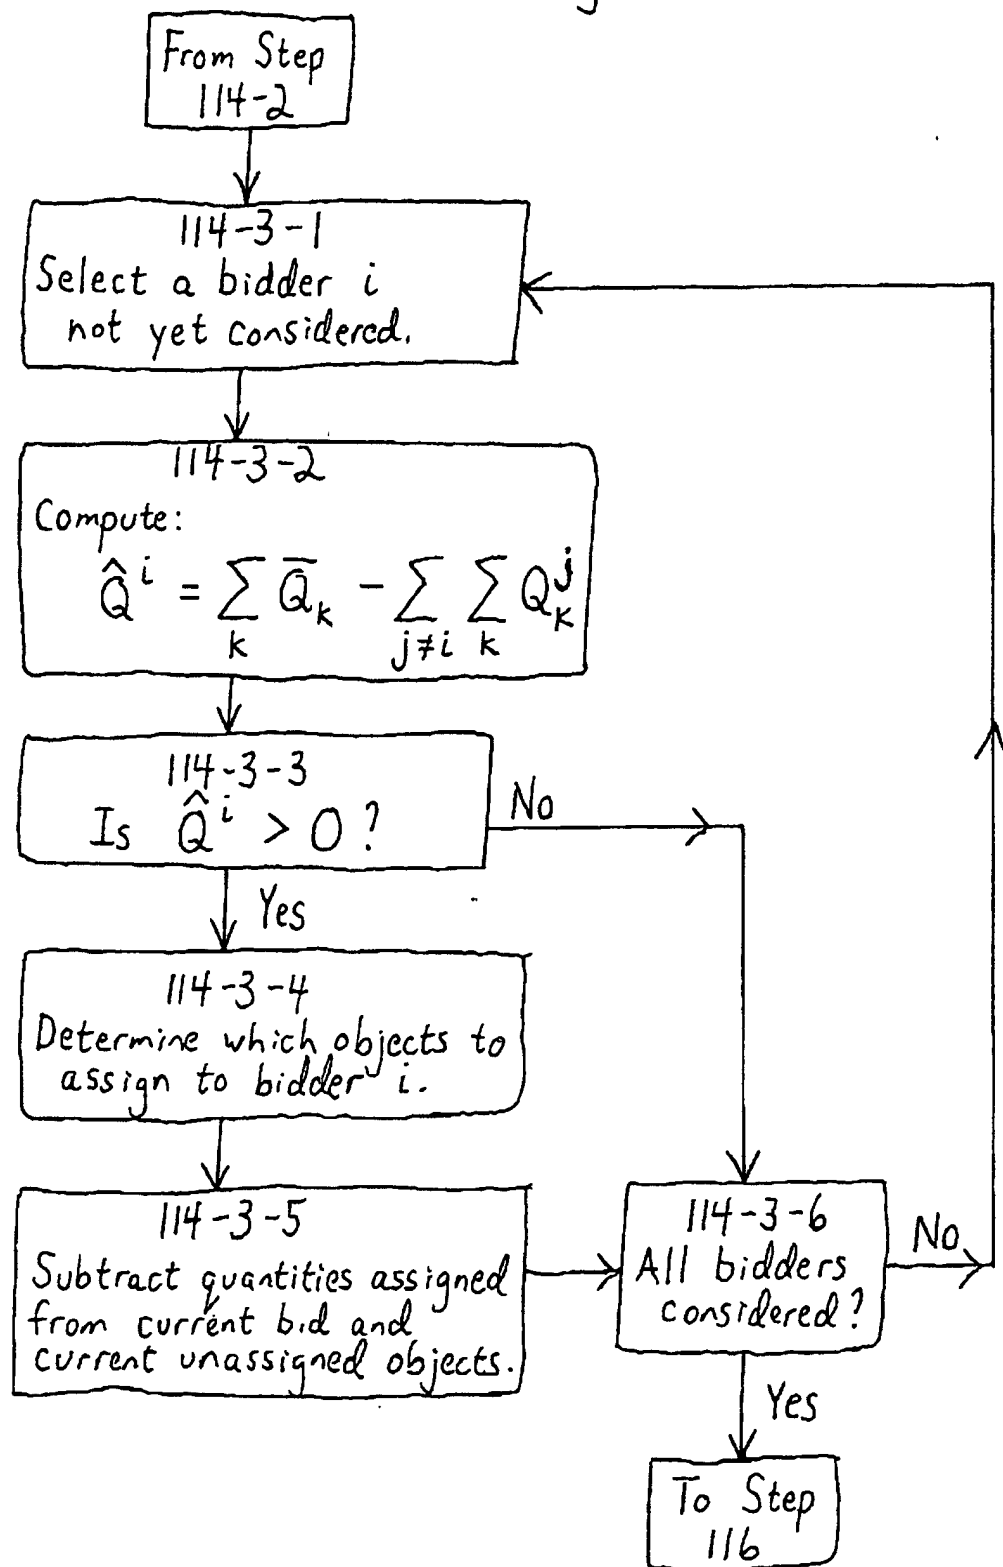 From Step
114-2
114-3-1
Select a bidder i
not yet considered.
114-3-2
Compute:
Q̂^i = ∑_k Q̄_k - ∑_{j≠i} ∑_k Q_k^j
114-3-3
Is Q̂^i > 0?
No
Yes
114-3-4
Determine which objects to
assign to bidder i.
114-3-5
Subtract quantities assigned
from current bid and
current unassigned objects.
114-3-6
All bidders
considered?
No
Yes
To Step
116